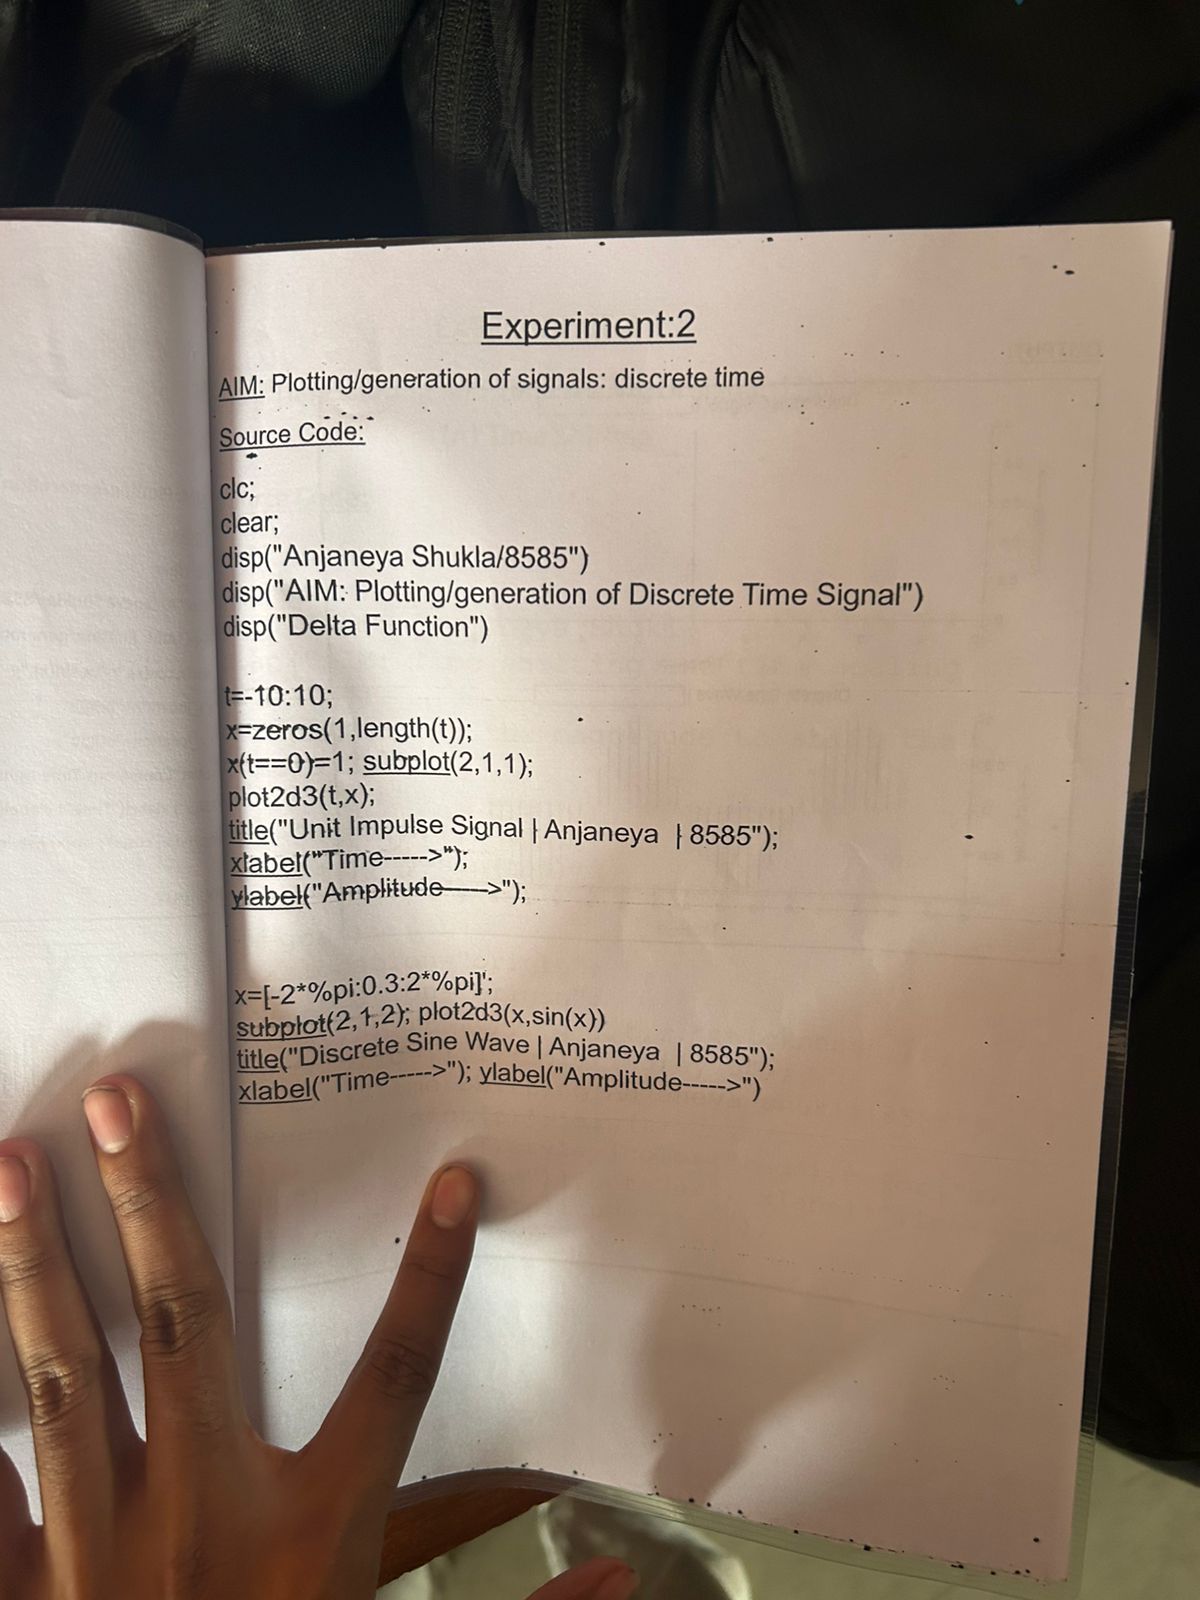 Experiment:2
AIM: Plotting/generation of signals: discrete time
Source Code:
clc;
clear;
disp("Anjaneya Shukla/8585")
disp("AIM: Plotting/generation of Discrete Time Signal")
disp("Delta Function")
t=-10:10;
x=zeros(1,length(t));
x(t==0)=1; subplot(2,1,1);
plot2d3(t,x);
title("Unit Impulse Signal | Anjaneya | 8585");
xlabel("Time----->");
ylabel("Amplitude----->");
x=[-2*%pi:0.3:2*%pi]';
subplot(2,1,2); plot2d3(x,sin(x))
title("Discrete Sine Wave | Anjaneya | 8585");
xlabel("Time----->"); ylabel("Amplitude----->")